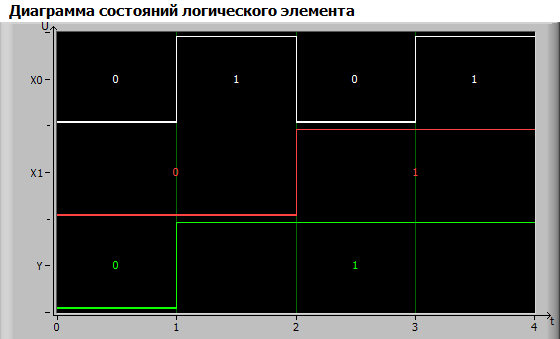 Диаграмма состояний логического элемента
U
X0
0 1 0 1
X1
0 1
Y
0 1
0 1 2 3 4
t